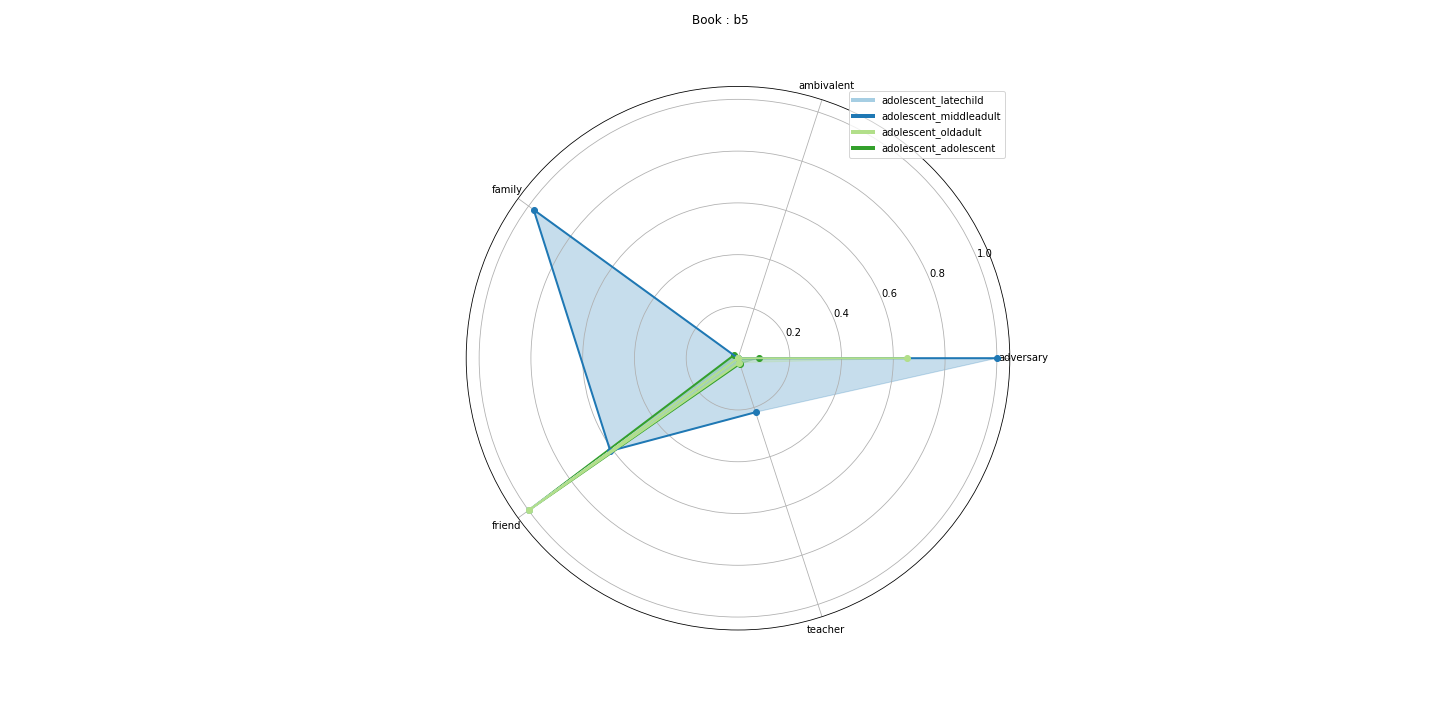 Book : b5
ambivalent
adolescent_latechild
adolescent_middleadult
adolescent_oldadult
adolescent_adolescent
family
1.0
0.8
0.6
0.4
0.2
adversary
friend
teacher